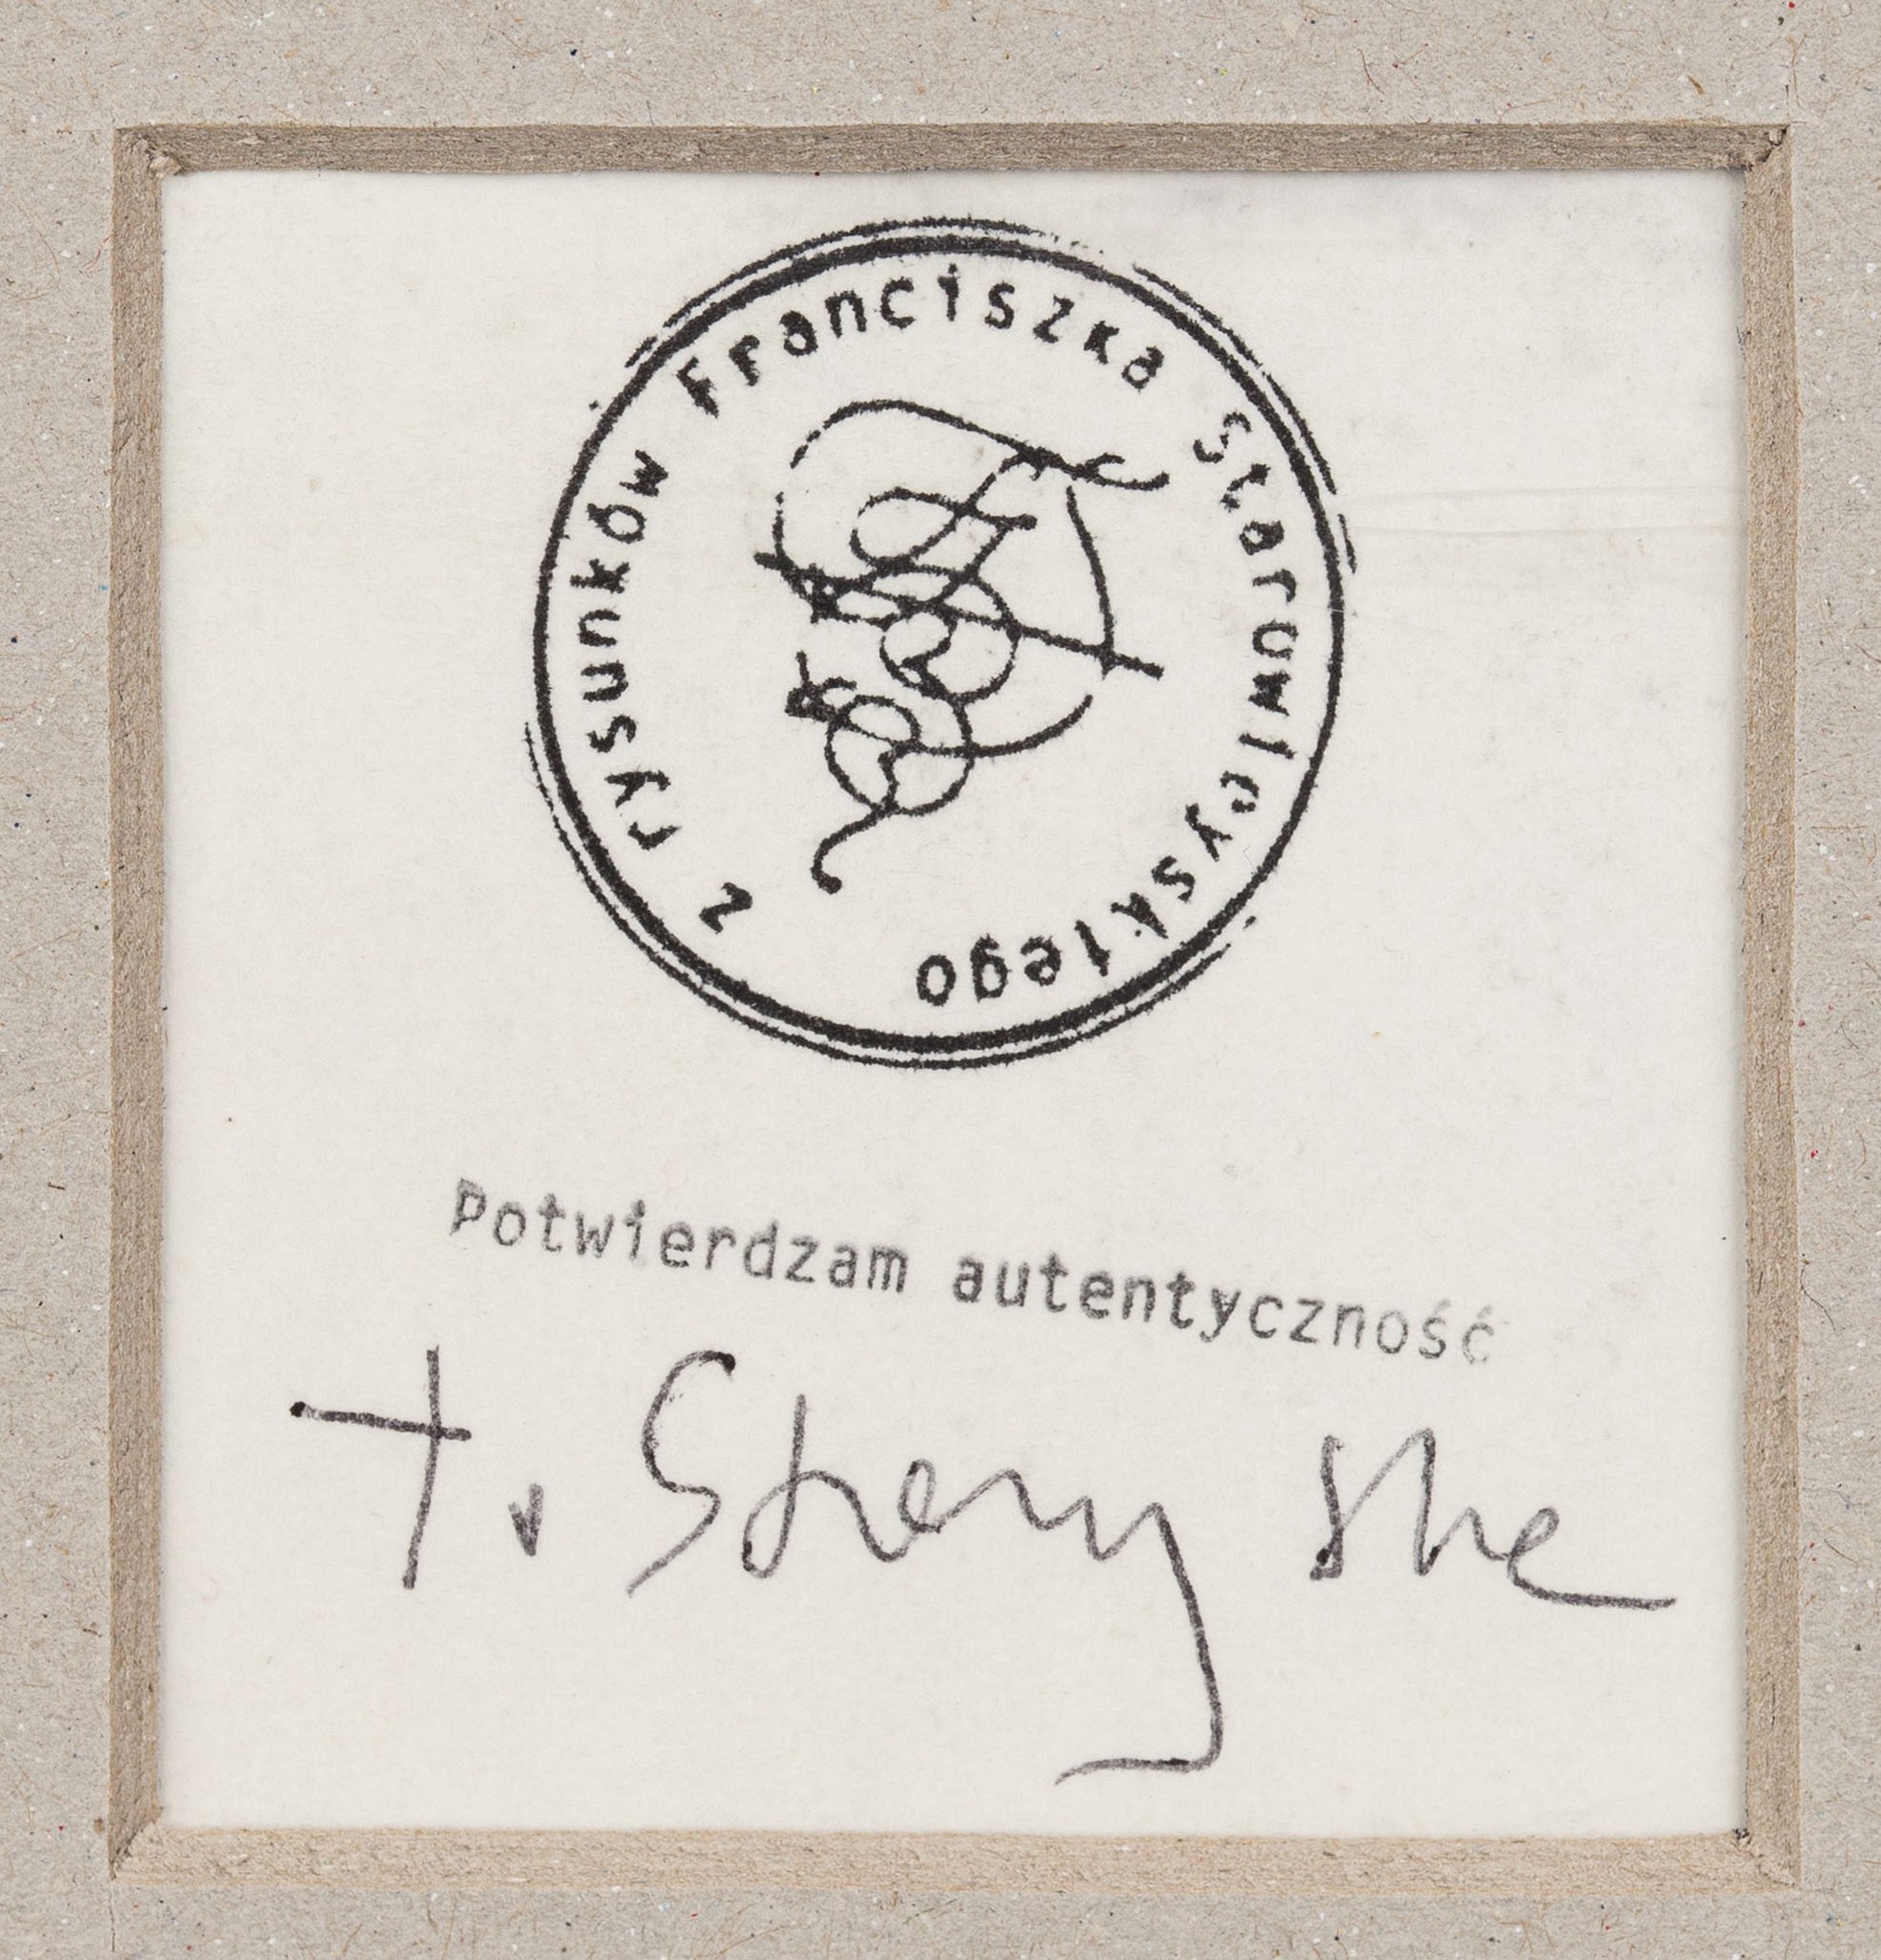 z rysunków Franciszka Starowieyskiego
Potwierdzam autentyczność